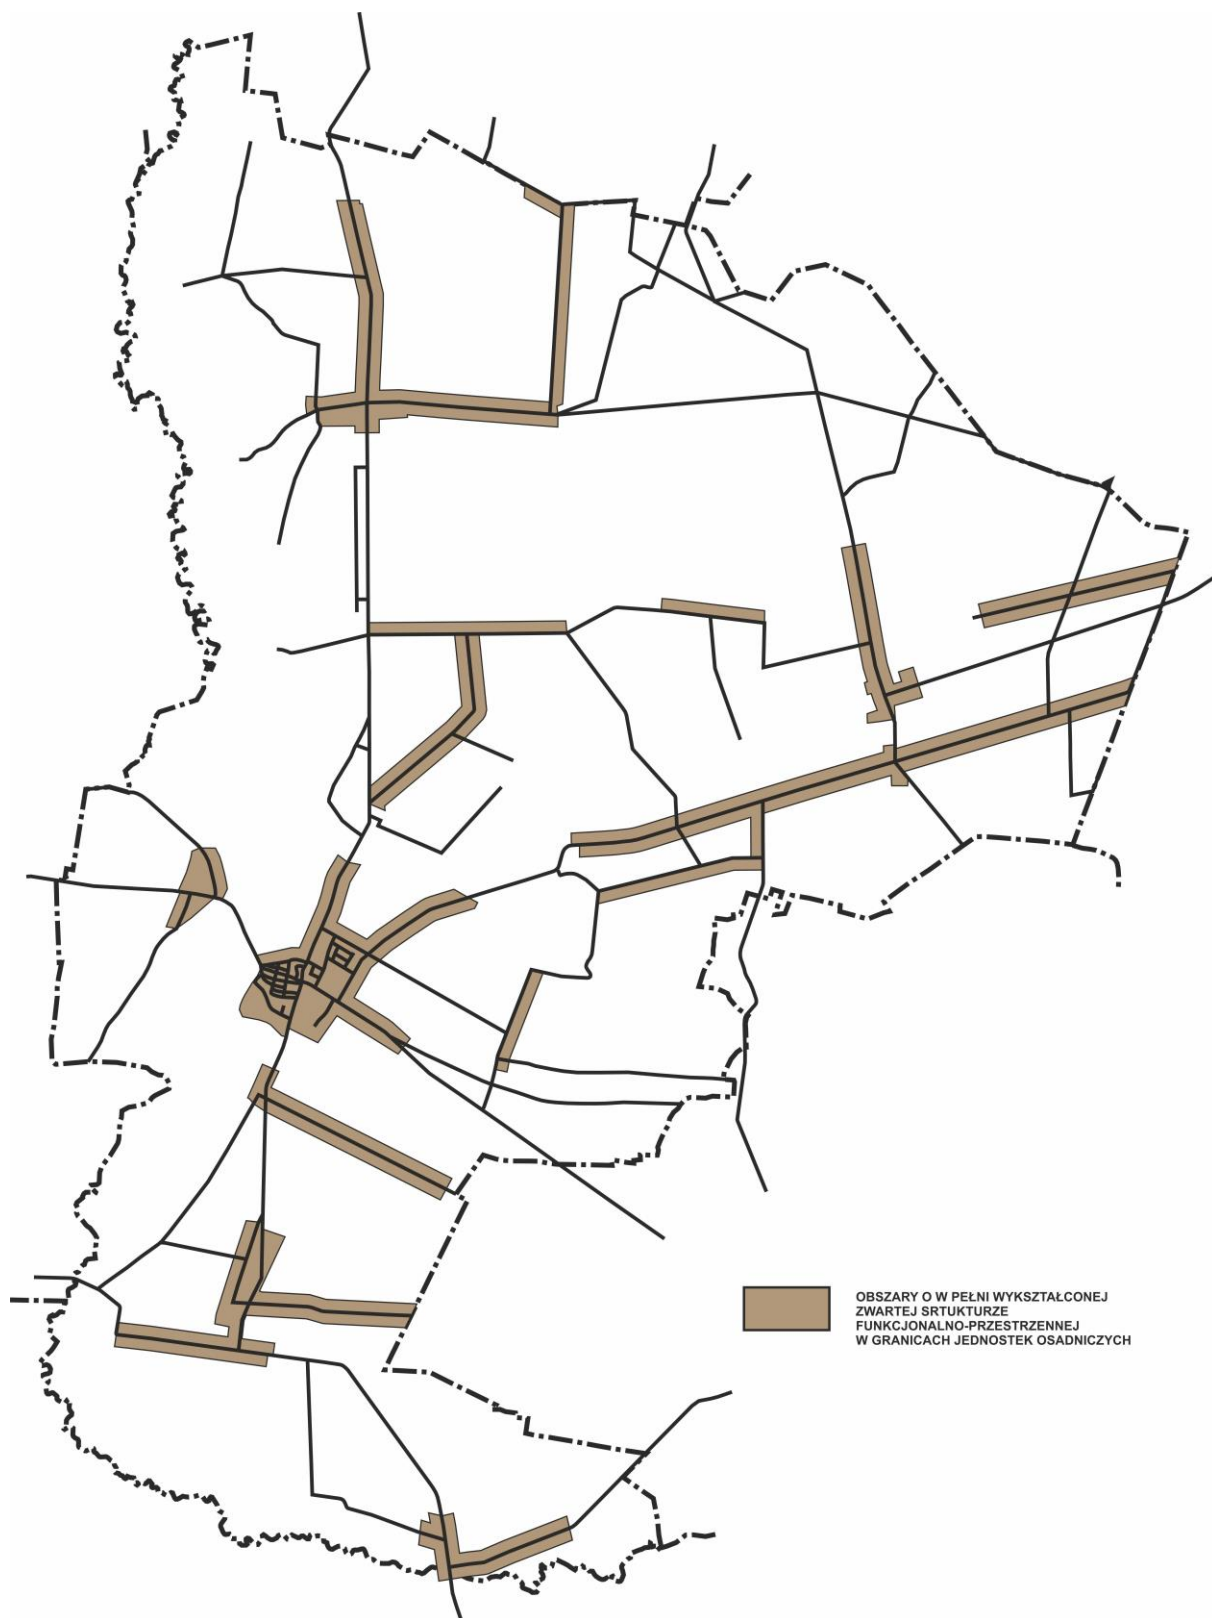 OBSZARY O W PEŁNI WYKSZTAŁCONEJ
ZWARTEJ SRTUKTURZE
FUNKCJONALNO-PRZESTRZENNEJ
W GRANICACH JEDNOSTEK OSADNICZYCH